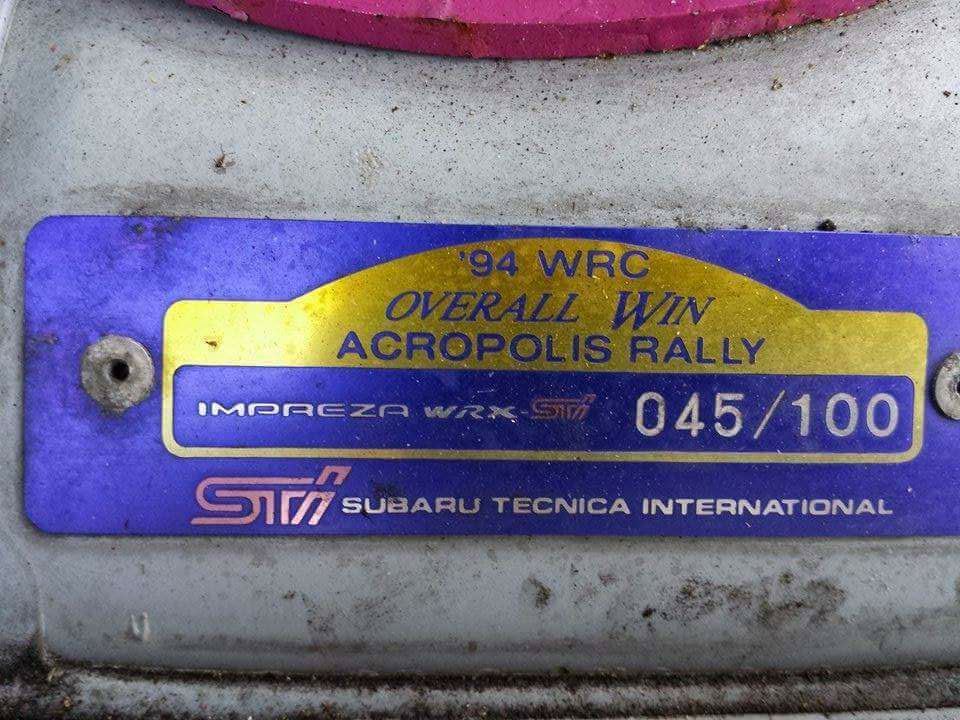 '94 WRC
OVERALL WIN
ACROPOLIS RALLY
IMPREZA WRX-STi 045/100
STi SUBARU TECNICA INTERNATIONAL